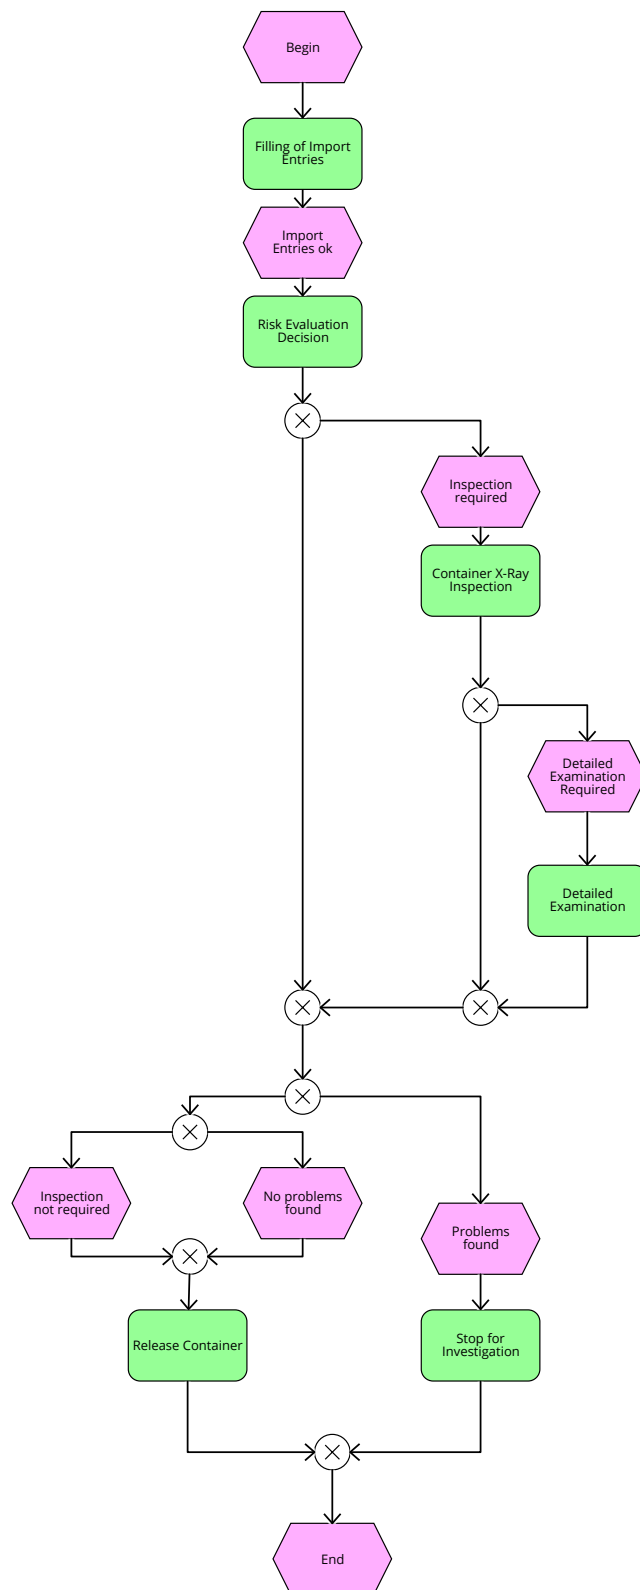 Begin
Filling of Import
Entries
Import
Entries ok
Risk Evaluation
Decision
Inspection
required
Container X-Ray
Inspection
Detailed
Examination
Required
Detailed
Examination
Inspection
not required
No problems
found
Problems
found
Release Container
Stop for
Investigation
End